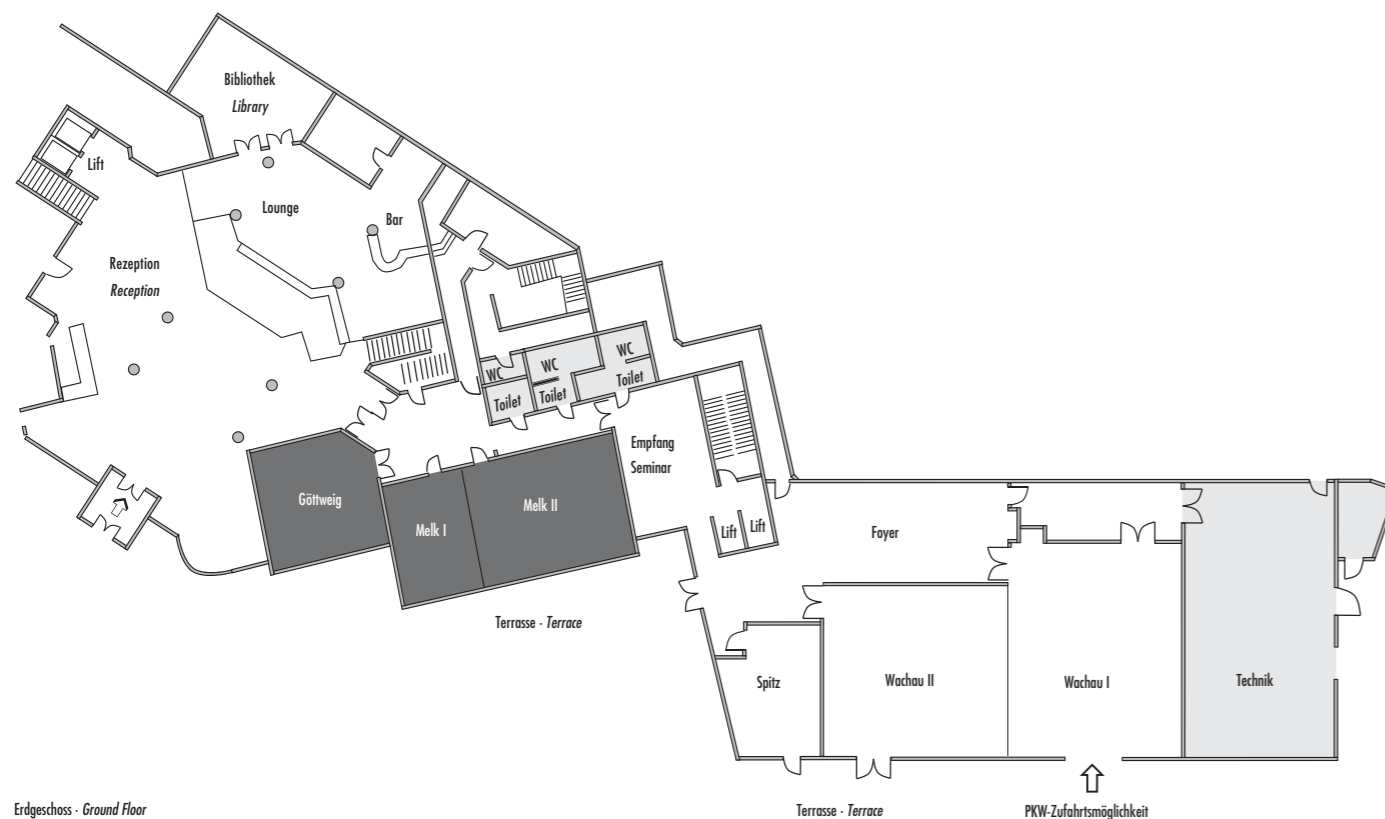 Bibliothek
Library
Lift
Lounge
Bar
Rezeption
Reception
WC
WC
WC
Toilet
Toilet
Toilet
Empfang
Seminar
Göttweig
Melk I
Melk II
Lift
Lift
Foyer
Terrasse - Terrace
Spitz
Wachau II
Wachau I
Technik
Erdgeschoss - Ground Floor
Terrasse - Terrace
PKW-Zufahrtsmöglichkeit